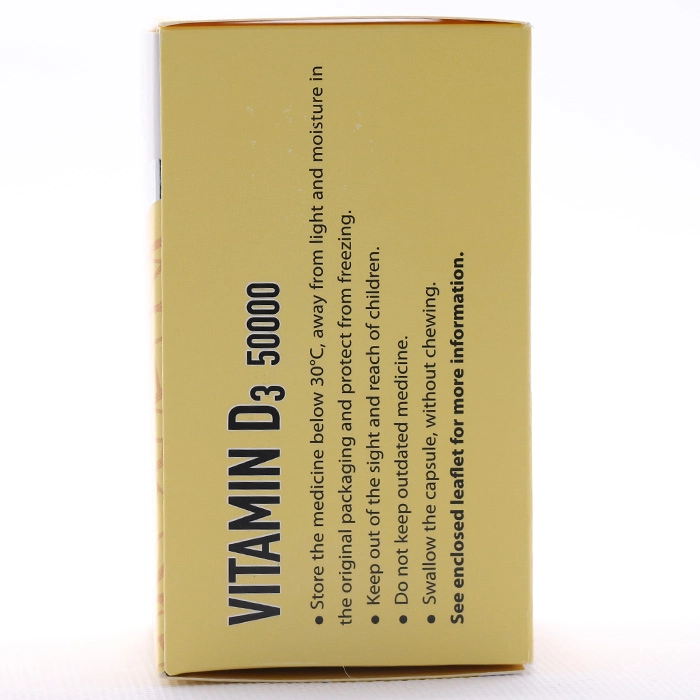 VITAMIN D3 50000
• Store the medicine below 30°C, away from light and moisture in
the original packaging and protect from freezing.
• Keep out of the sight and reach of children.
• Do not keep outdated medicine.
• Swallow the capsule, without chewing.
See enclosed leaflet for more information.